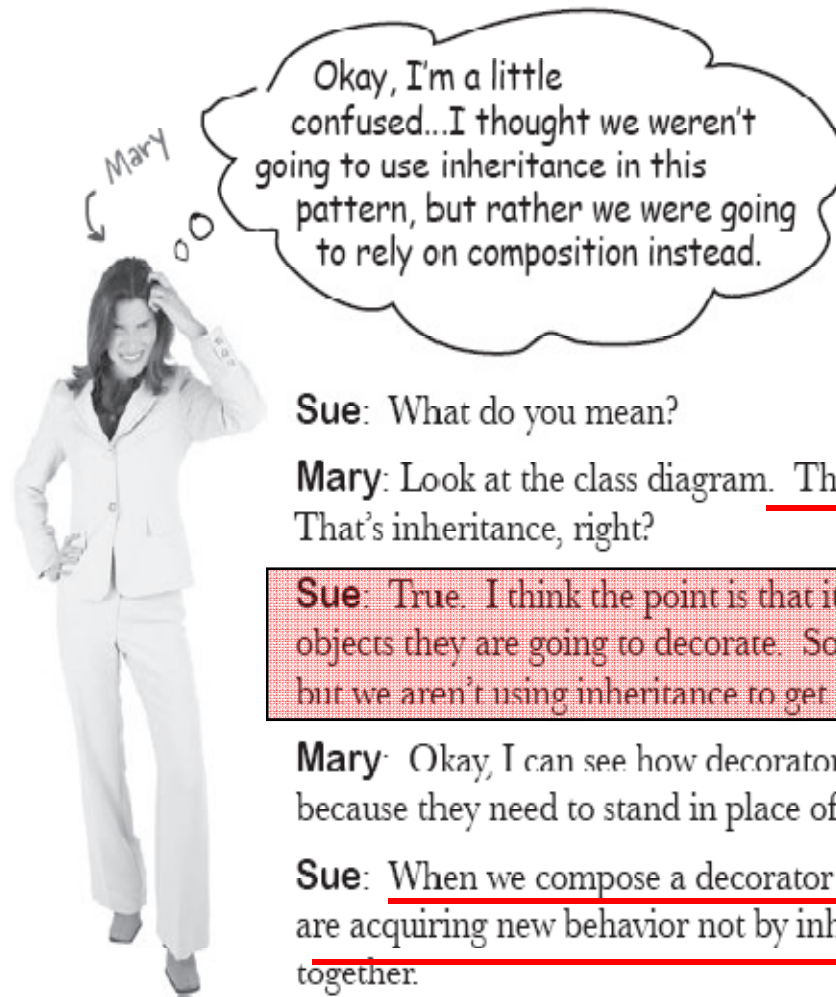 Mary
Okay, I'm a little
confused...I thought we weren't
going to use inheritance in this
pattern, but rather we were going
to rely on composition instead.
Sue: What do you mean?
Mary: Look at the class diagram. Th
That's inheritance, right?
Sue: True. I think the point is that i
objects they are going to decorate. So
but we aren't using inheritance to get
Mary: Okay, I can see how decorator
because they need to stand in place of
Sue: When we compose a decorator
are acquiring new behavior not by inh
together.